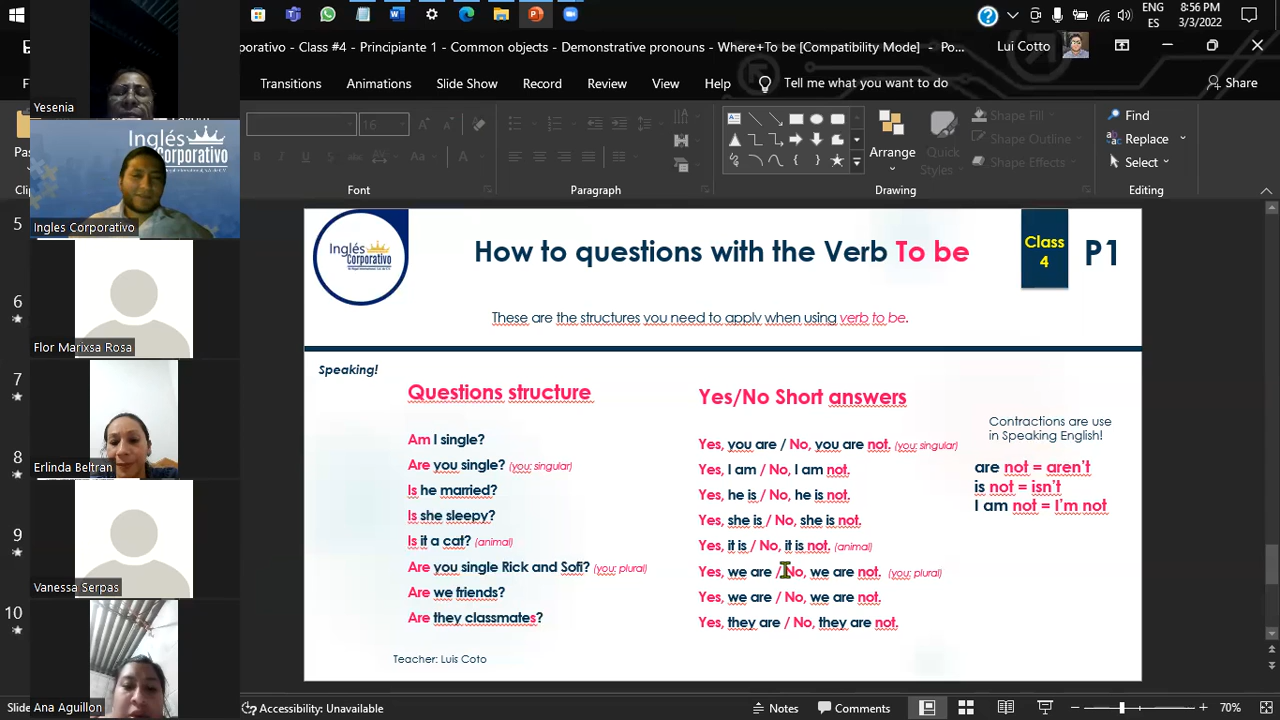 8:56 PM
ENG
ES
3/3/2022
orativo - Class #4 - Principiante 1 - Common objects - Demonstrative pronouns - Where+To be [Compatibility Mode] - Po...
Lui Cotto
Transitions
Animations
Slide Show
Record
Review
View
Help
Tell me what you want to do
Share
16
Arrange
Quick
Styles
Shape Fill
Shape Effects
Find
Replace
Select
Font
Paragraph
Drawing
Editing
Yesenia
Inglés
Corporativo
Ingles Corporativo
Flor Marixsa Rosa
Erlinda Beltran
Vanessa Serpas
Ana Aguillon
5
6
7
8
9
10
Inglés
Corporativo
How to questions with the Verb To be
Class
4
P1
These are the structures you need to apply when using verb to be.
Speaking!
Questions structure
Am I single?
Are you single? (you: singular)
Is he married?
Is she sleepy?
Is it a cat? (animal)
Are you single Rick and Sofi? (you: plural)
Are we friends?
Are they classmates?
Yes/No Short answers
Yes, you are / No, you are not. (you: singular)
Yes, I am / No, I am not.
Yes, he is / No, he is not.
Yes, she is / No, she is not.
Yes, it is / No, it is not. (animal)
Yes, we are / No, we are not. (you: plural)
Yes, we are / No, we are not.
Yes, they are / No, they are not.
Contractions are use
in Speaking English!
are not = aren't
is not = isn't
I am not = I'm not
Teacher: Luis Coto
Slid
Accessibility: Unavailable
Notes
Comments
70%